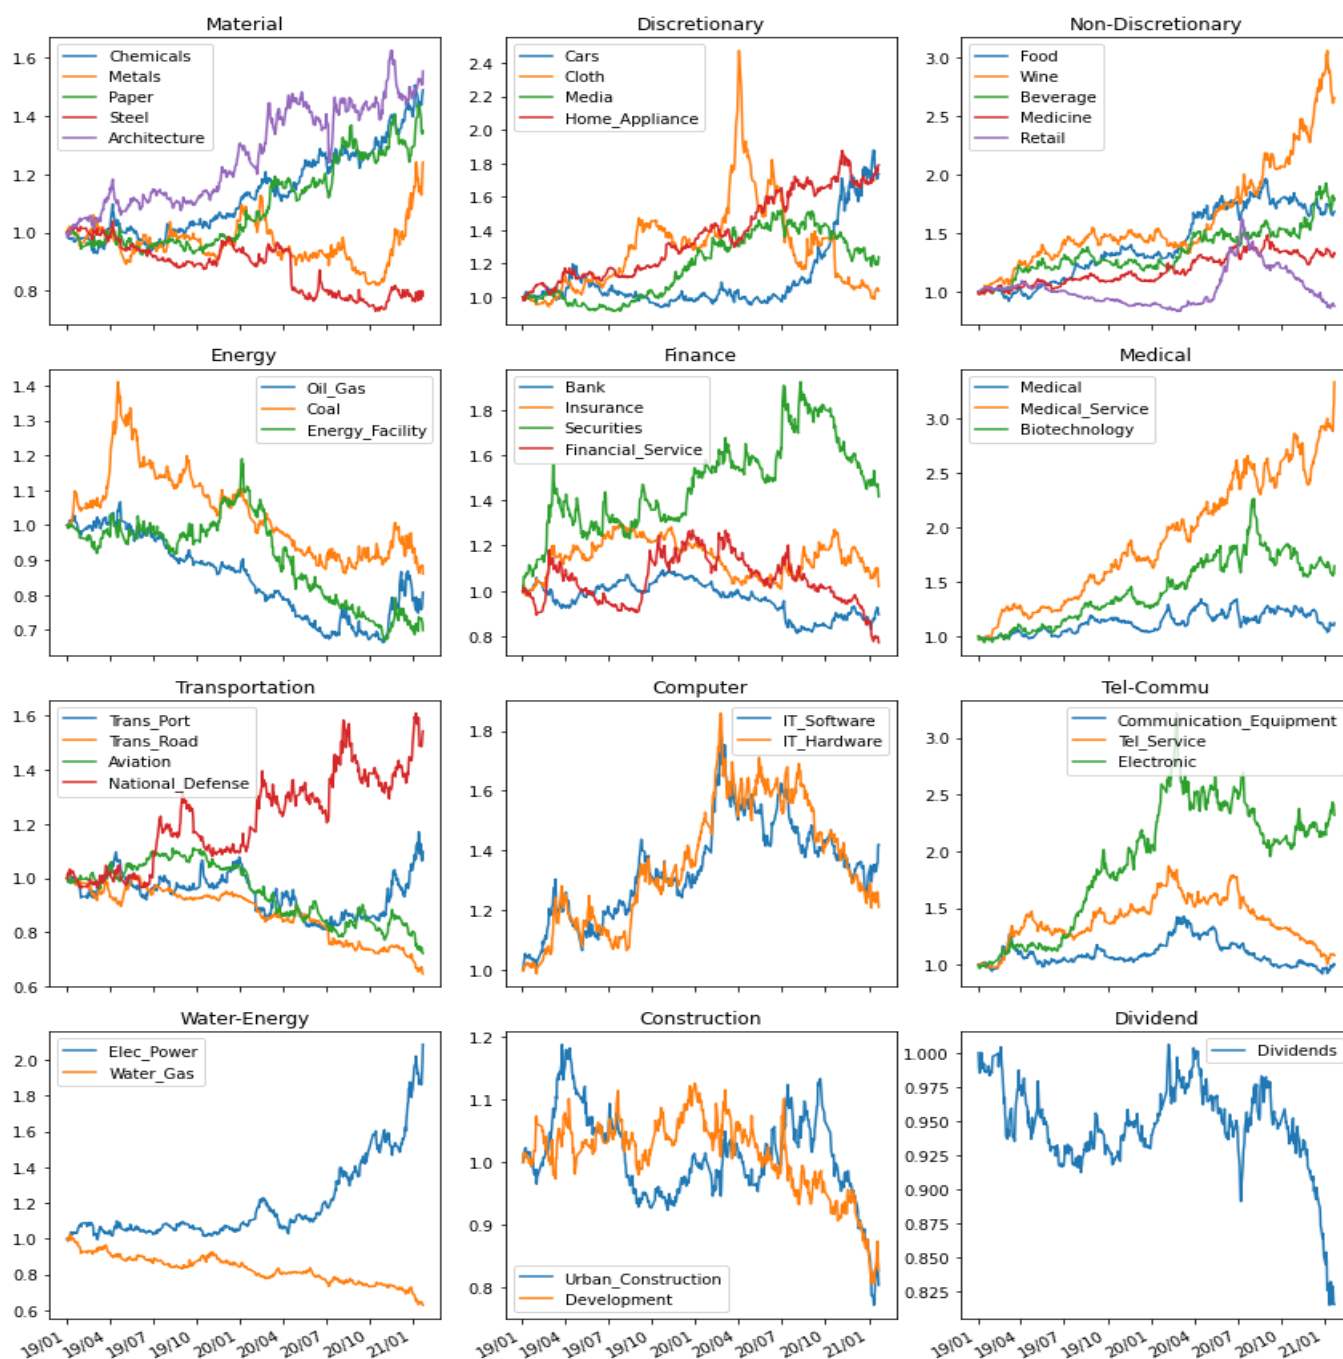 Material
Chemicals
Metals
Paper
Steel
Architecture
1.6
1.4
1.2
1.0
0.8
Discretionary
Cars
Cloth
Media
Home_Appliance
2.4
2.2
2.0
1.8
1.6
1.4
1.2
1.0
Non-Discretionary
Food
Wine
Beverage
Medicine
Retail
3.0
2.5
2.0
1.5
1.0
Energy
Oil_Gas
Coal
Energy_Facility
1.4
1.3
1.2
1.1
1.0
0.9
0.8
0.7
Finance
Bank
Insurance
Securities
Financial_Service
1.8
1.6
1.4
1.2
1.0
0.8
Medical
Medical
Medical_Service
Biotechnology
3.0
2.5
2.0
1.5
1.0
Transportation
Trans_Port
Trans_Road
Aviation
National_Defense
1.6
1.4
1.2
1.0
0.8
0.6
Computer
IT_Software
IT_Hardware
1.8
1.6
1.4
1.2
1.0
Tel-Commu
Communication_Equipment
Tel_Service
Electronic
3.0
2.5
2.0
1.5
1.0
Water-Energy
Elec_Power
Water_Gas
2.0
1.8
1.6
1.4
1.2
1.0
0.8
0.6
19/01 19/04 19/07 19/10 20/01 20/04 20/07 20/10 21/01
Construction
Urban_Construction
Development
1.2
1.1
1.0
0.9
0.8
19/01 19/04 19/07 19/10 20/01 20/04 20/07 20/10 21/01
Dividend
Dividends
1.000
0.975
0.950
0.925
0.900
0.875
0.850
0.825
19/01 19/04 19/07 19/10 20/01 20/04 20/07 20/10 21/01